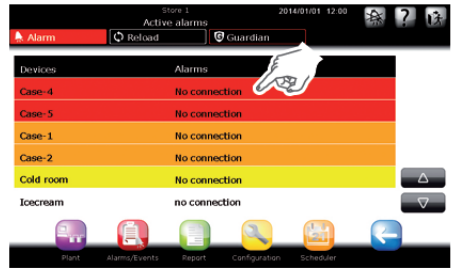 Store 1 2014/01/01 12:00
Active alarms
Alarm Reload Guardian
Devices Alarms
Case-4 No connection
Case-5 No connection
Case-1 No connection
Case-2 No connection
Cold room No connection
Icecream no connection
Plant Alarms/Events Report Configuration Scheduler